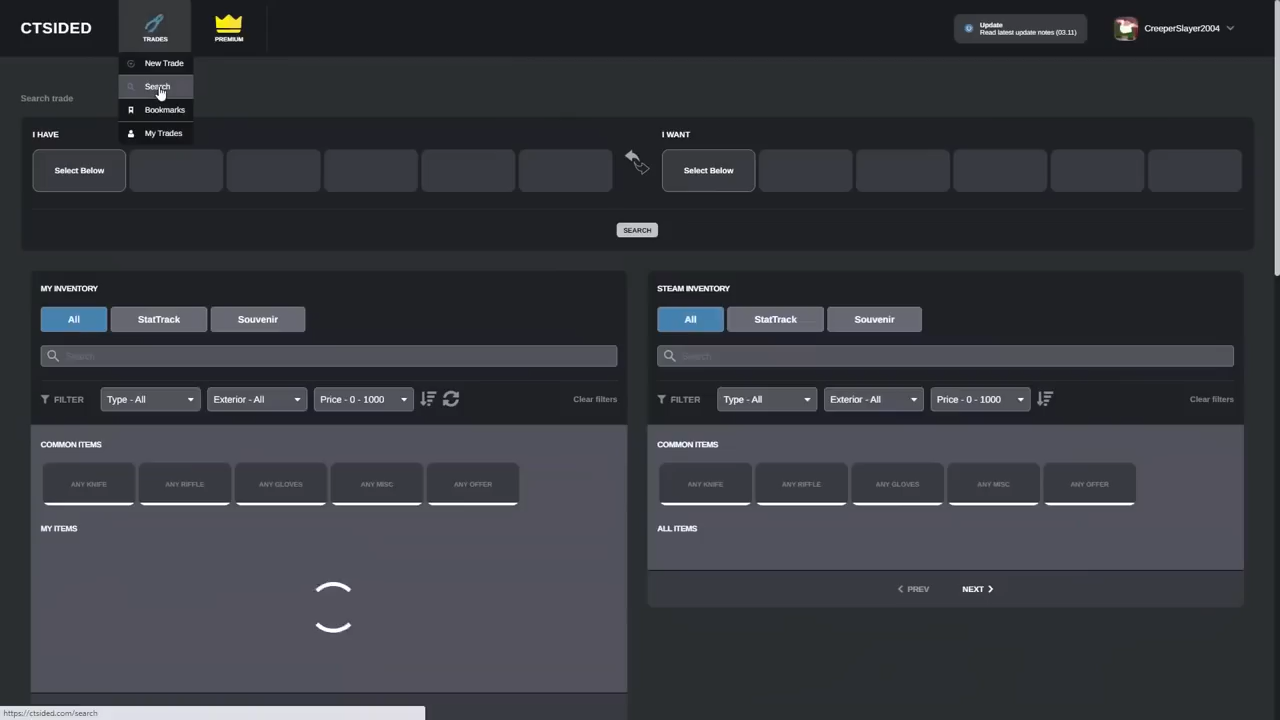 CTSIDED
TRADES
PREMIUM
Update
Read latest update notes (03.11)
CreeperSlayer2004
New Trade
Search
Bookmarks
My Trades
Search trade
I HAVE
I WANT
Select Below
Select Below
SEARCH
MY INVENTORY
All
StatTrack
Souvenir
Search
FILTER
Type - All
Exterior - All
Price - 0 - 1000
Clear filters
COMMON ITEMS
ANY KNIFE
ANY RIFFLE
ANY GLOVES
ANY MISC
ANY OFFER
MY ITEMS
STEAM INVENTORY
All
StatTrack
Souvenir
Search
FILTER
Type - All
Exterior - All
Price - 0 - 1000
Clear filters
COMMON ITEMS
ANY KNIFE
ANY RIFFLE
ANY GLOVES
ANY MISC
ANY OFFER
ALL ITEMS
PREV
NEXT
https://ctsided.com/search